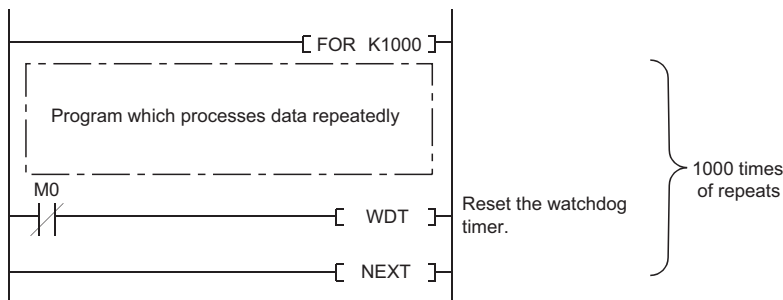 FOR K1000
Program which processes data repeatedly
1000 times
of repeats
M0
WDT
Reset the watchdog
timer.
NEXT